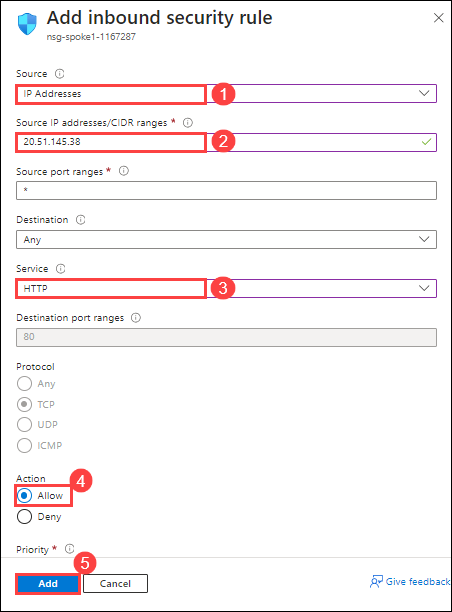 Add inbound security rule
nsg-spoke1-1167287
Source
IP Addresses
1
Source IP addresses/CIDR ranges *
20.51.145.38
2
Source port ranges *
*
Destination
Any
Service
HTTP
3
Destination port ranges
80
Protocol
Any
TCP
UDP
ICMP
Action
4
Allow
Deny
Priority *
5
Add
Cancel
Give feedback